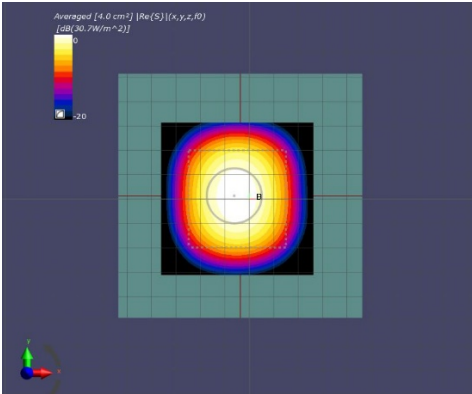 Averaged [4.0 cm²] |Re{S}|(x,y,z,f0)
[dB(30.7W/m^2)]
0
-20
B
y
x